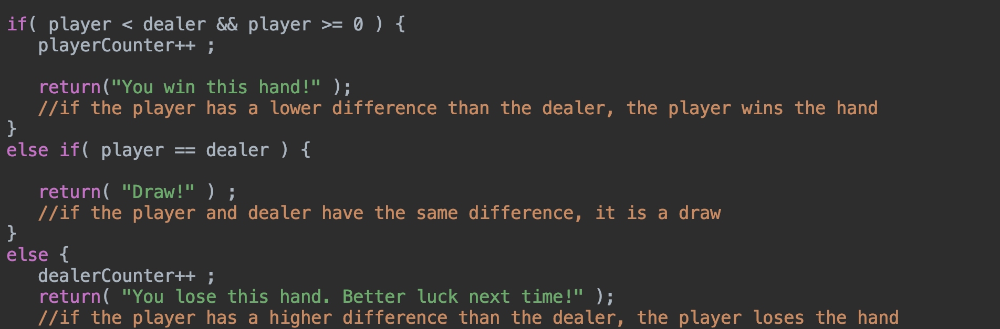 if( player < dealer && player >= 0 ) {
playerCounter++ ;
return("You win this hand!" );
//if the player has a lower difference than the dealer, the player wins the hand
}
else if( player == dealer ) {
return( "Draw!" ) ;
//if the player and dealer have the same difference, it is a draw
}
else {
dealerCounter++ ;
return( "You lose this hand. Better luck next time!" );
//if the player has a higher difference than the dealer, the player loses the hand